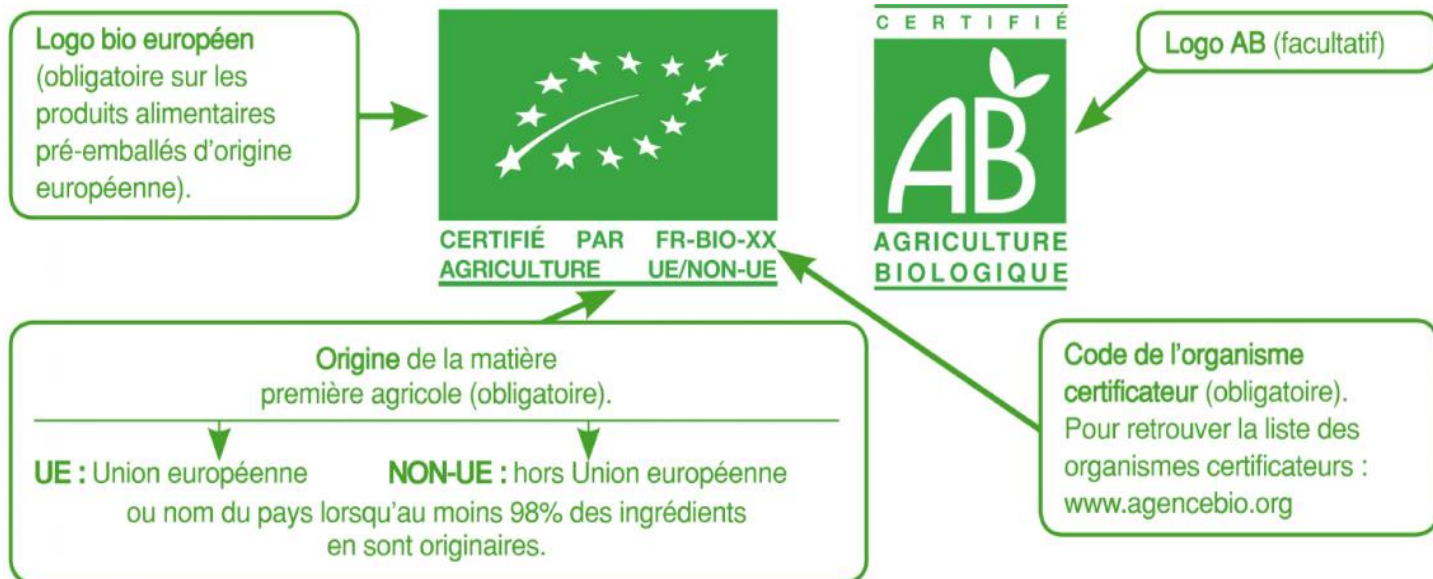 Logo bio européen
(obligatoire sur les
produits alimentaires
pré-emballés d'origine
européenne).
CERTIFIÉ PAR FR-BIO-XX
AGRICULTURE UE/NON-UE
CERTIFIÉ
AB
AGRICULTURE
BIOLOGIQUE
Logo AB (facultatif)
Origine de la matière
première agricole (obligatoire).
UE : Union européenne
NON-UE : hors Union européenne
ou nom du pays lorsqu'au moins 98% des ingrédients
en sont originaires.
Code de l'organisme
certificateur (obligatoire).
Pour retrouver la liste des
organismes certificateurs :
www.agencebio.org